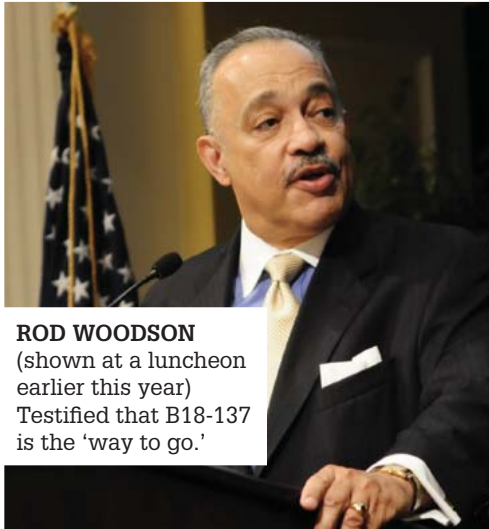 ROD WOODSON
(shown at a luncheon
earlier this year)
Testified that B18-137
is the ‘way to go.’